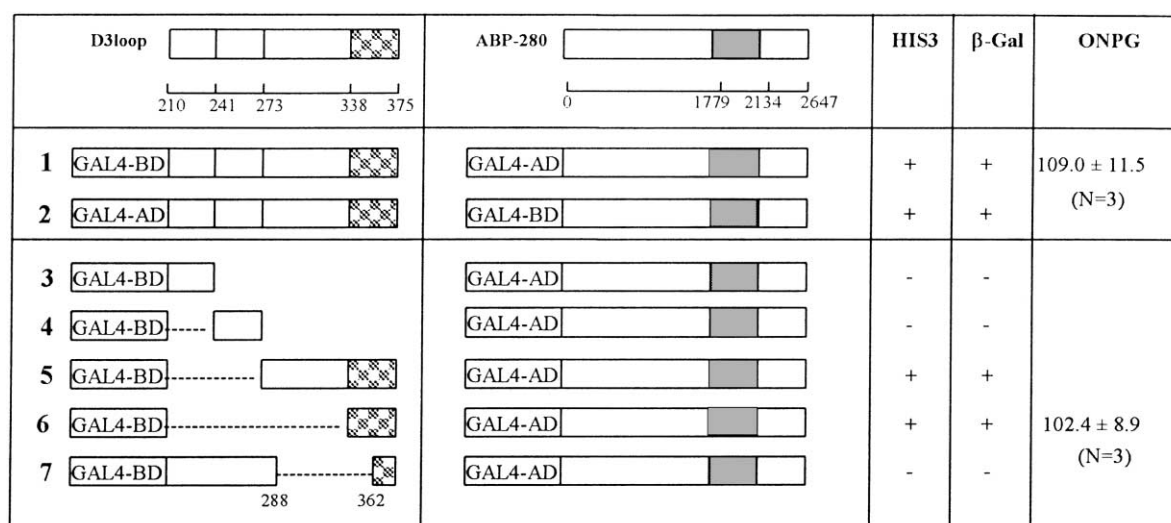 D3loop ABP-280 HIS3 β-Gal ONPG
210 241 273 338 375 0 1779 2134 2647
1 GAL4-BD GAL4-AD + + 109.0 ± 11.5
(N=3)
2 GAL4-AD GAL4-BD + +
3 GAL4-BD GAL4-AD - -
4 GAL4-BD GAL4-AD - -
5 GAL4-BD GAL4-AD + +
6 GAL4-BD GAL4-AD + + 102.4 ± 8.9
(N=3)
7 GAL4-BD GAL4-AD - -
288 362